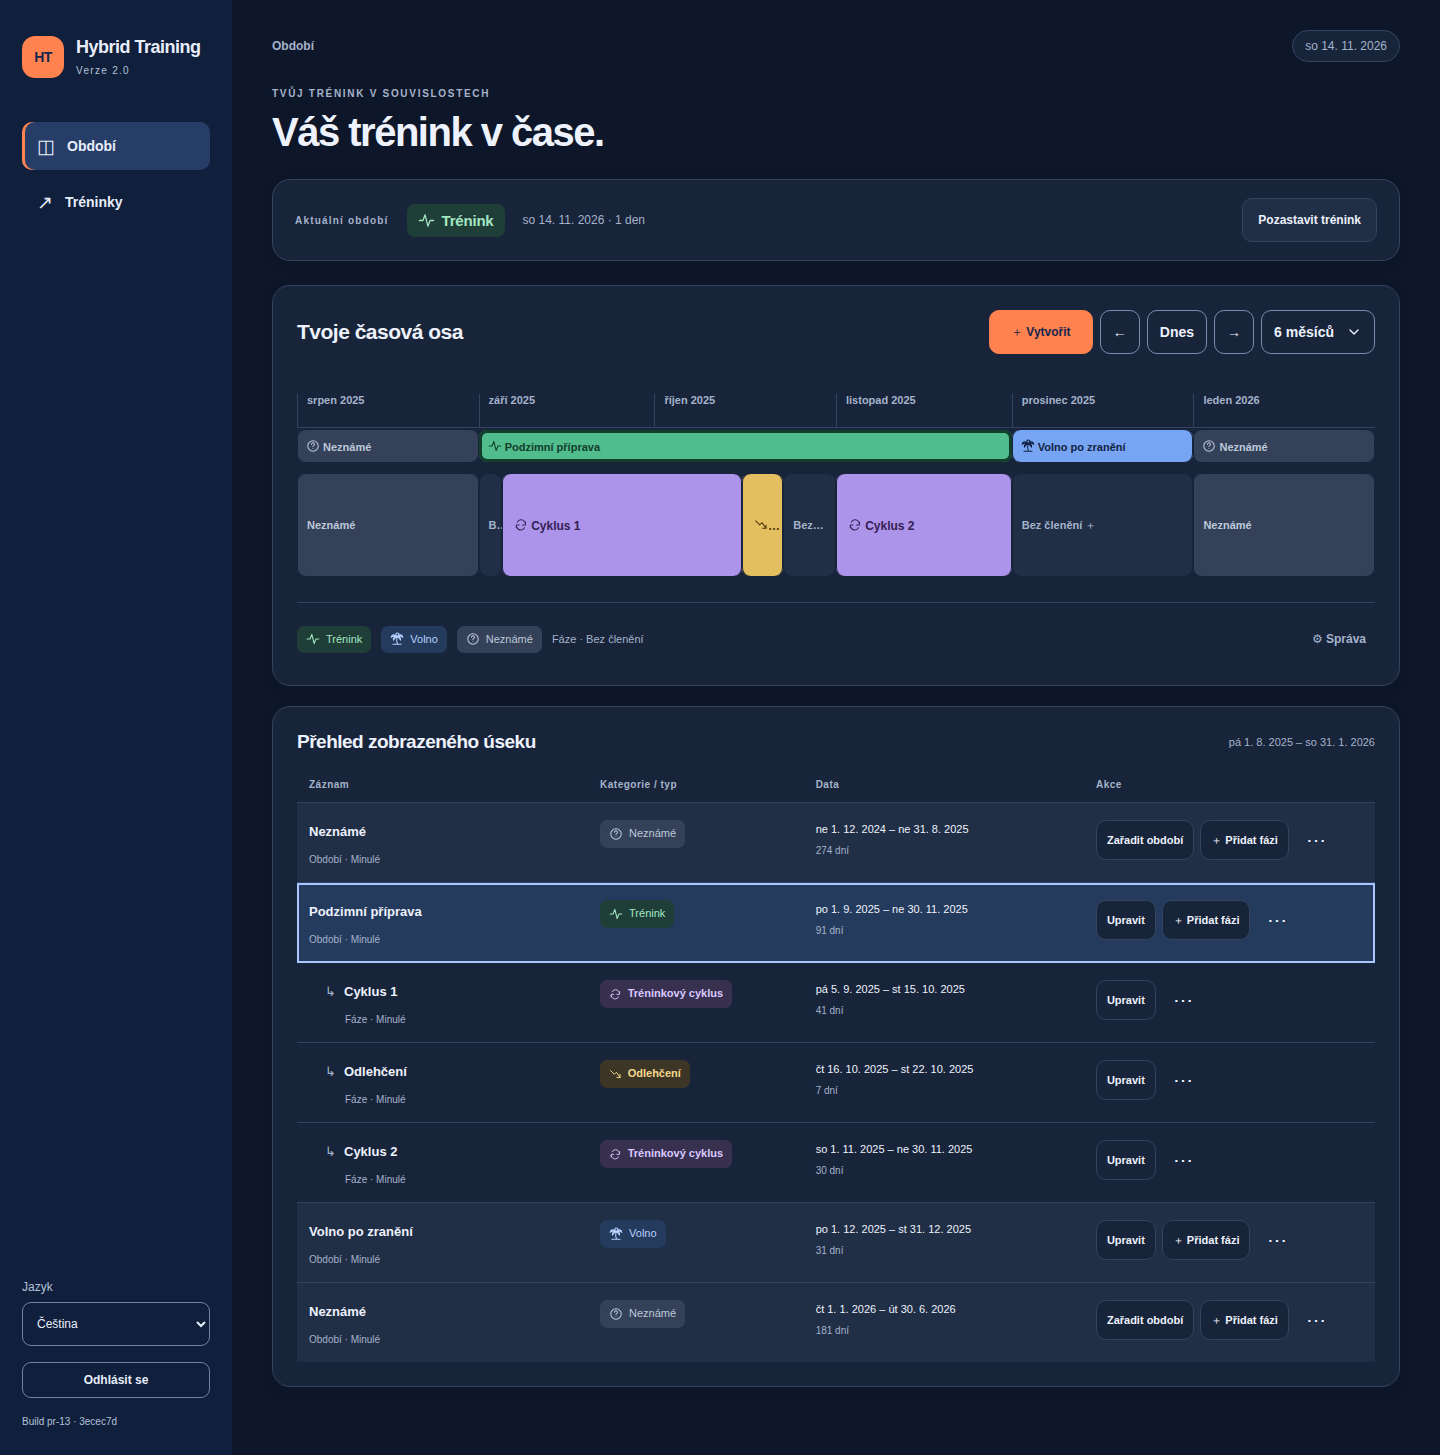 HT
Hybrid Training
Verze 2.0
Období
Tréninky
Jazyk
Čeština
Odhlásit se
Build pr-13 · 3ecec7d
Období
so 14. 11. 2026
TVŮJ TRÉNINK V SOUVISLOSTECH
Váš trénink v čase.
Aktuální období
Trénink
so 14. 11. 2026 · 1 den
Pozastavit trénink
Tvoje časová osa
+ Vytvořit
←
Dnes
→
6 měsíců
srpen 2025
září 2025
říjen 2025
listopad 2025
prosinec 2025
leden 2026
Neznámé
Podzimní příprava
Volno po zranění
Neznámé
Neznámé
B…
Cyklus 1
…
Bez…
Cyklus 2
Bez členění +
Neznámé
Trénink
Volno
Neznámé
Fáze · Bez členění
⚙ Správa
Přehled zobrazeného úseku
pá 1. 8. 2025 – so 31. 1. 2026
Záznam
Kategorie / typ
Data
Akce
Neznámé
Období · Minulé
Neznámé
ne 1. 12. 2024 – ne 31. 8. 2025
274 dní
Zařadit období
+ Přidat fázi
···
Podzimní příprava
Období · Minulé
Trénink
po 1. 9. 2025 – ne 30. 11. 2025
91 dní
Upravit
+ Přidat fázi
···
↳ Cyklus 1
Fáze · Minulé
Tréninkový cyklus
pá 5. 9. 2025 – st 15. 10. 2025
41 dní
Upravit
···
↳ Odlehčení
Fáze · Minulé
Odlehčení
čt 16. 10. 2025 – st 22. 10. 2025
7 dní
Upravit
···
↳ Cyklus 2
Fáze · Minulé
Tréninkový cyklus
so 1. 11. 2025 – ne 30. 11. 2025
30 dní
Upravit
···
Volno po zranění
Období · Minulé
Volno
po 1. 12. 2025 – st 31. 12. 2025
31 dní
Upravit
+ Přidat fázi
···
Neznámé
Období · Minulé
Neznámé
čt 1. 1. 2026 – út 30. 6. 2026
181 dní
Zařadit období
+ Přidat fázi
···